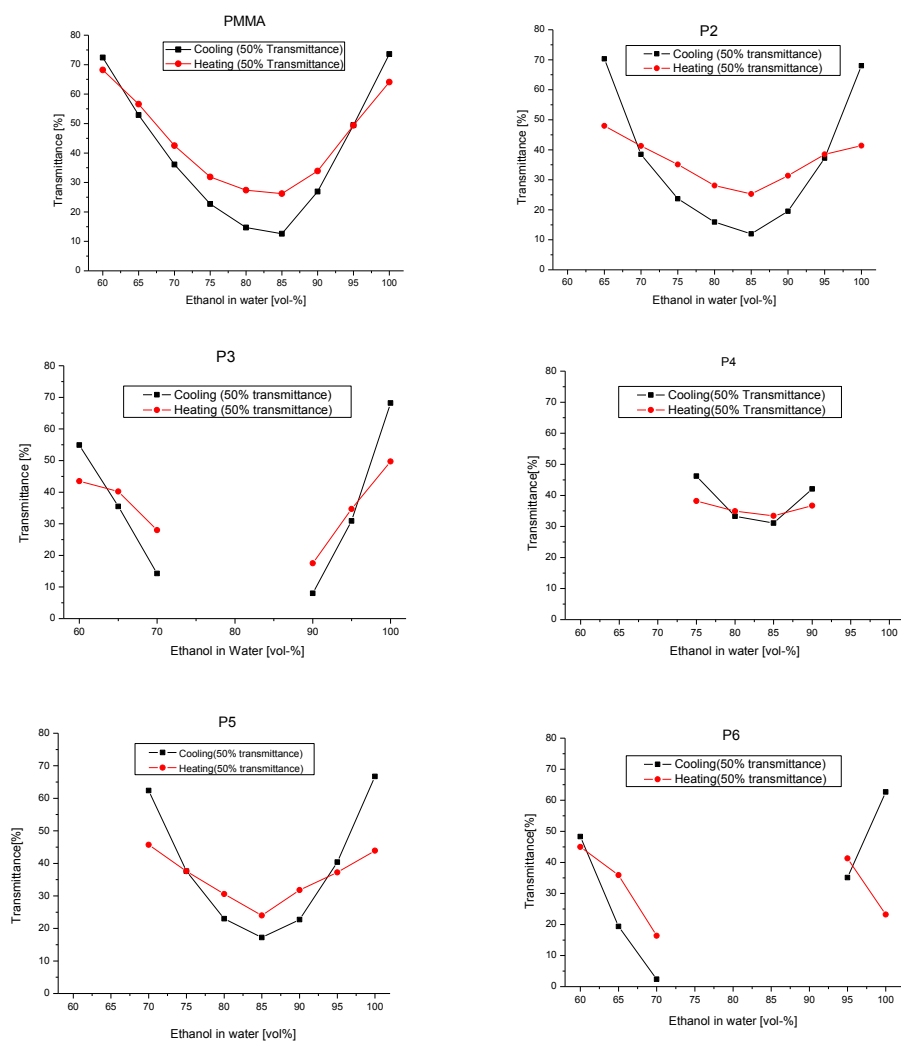 PMMA
Cooling (50% Transmittance)
Heating (50% Transmittance)
80
70
60
50
40
30
20
10
0
Transmittance [%]
60 65 70 75 80 85 90 95 100
Ethanol in water [vol-%]
P2
Cooling (50% transmittance)
Heating (50% transmittance)
80
70
60
50
40
30
20
10
0
Transmittance [%]
60 65 70 75 80 85 90 95 100
Ethanol in water [vol-%]
P3
Cooling (50% transmittance)
Heating (50% transmittance)
80
70
60
50
40
30
20
10
0
Transmittance [%]
60 70 80 90 100
Ethanol in Water [vol-%]
P4
Cooling(50% Transmittance)
Heating(50% Transmittance)
80
70
60
50
40
30
20
10
0
Transmittance[%]
60 65 70 75 80 85 90 95 100
Ethanol in water [vol-%]
P5
Cooling(50% transmittance)
Heating(50% transmittance)
80
70
60
50
40
30
20
10
0
Transmittance[%]
60 65 70 75 80 85 90 95 100
Ethanol in water [vol%]
P6
Cooling(50% transmittance)
Heating(50% transmittance)
80
70
60
50
40
30
20
10
0
Transmittance[%]
60 65 70 75 80 85 90 95 100
Ethanol in water [vol-%]